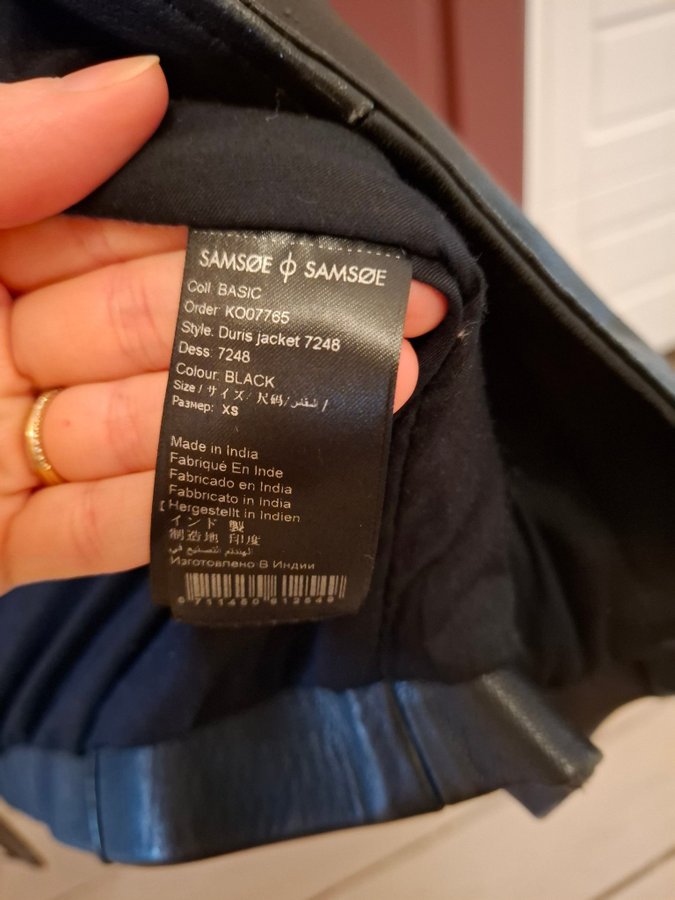 SAMSØE ϕ SAMSØE
Coll: BASIC
Order: KO07765
Style: Duris jacket 7248
Dess: 7248
Colour: BLACK
Size / サイズ / 尺码 / المقاس /
Размер: XS
Made in India
Fabriqué En Inde
Fabricado en India
Fabbricato in India
Hergestellt in Indien
インド 製
制造地 印度
Изготовлено В Индии